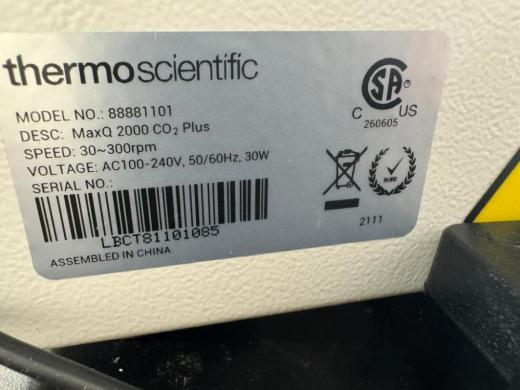 thermoscientific
MODEL NO.: 88881101
DESC: MaxQ 2000 CO₂ Plus
SPEED: 30~300rpm
VOLTAGE: AC100-240V, 50/60Hz, 30W
SERIAL NO.:
LBCT81101085
ASSEMBLED IN CHINA
CSA
®
C US
260605
2111